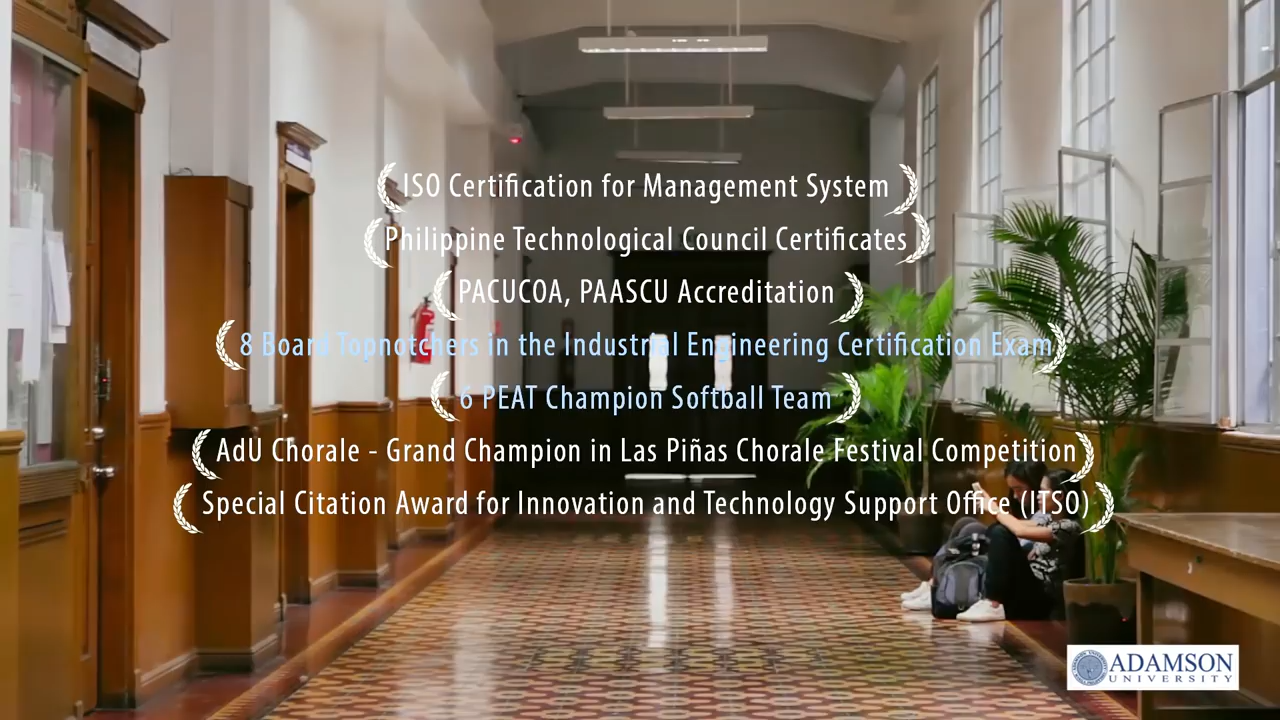 ISO Certification for Management System
Philippine Technological Council Certificates
PACUCOA, PAASCU Accreditation
8 Board Topnotchers in the Industrial Engineering Certification Exam
6 PEAT Champion Softball Team
AdU Chorale - Grand Champion in Las Piñas Chorale Festival Competition
Special Citation Award for Innovation and Technology Support Office (ITSO)
ADAMSON
UNIVERSITY